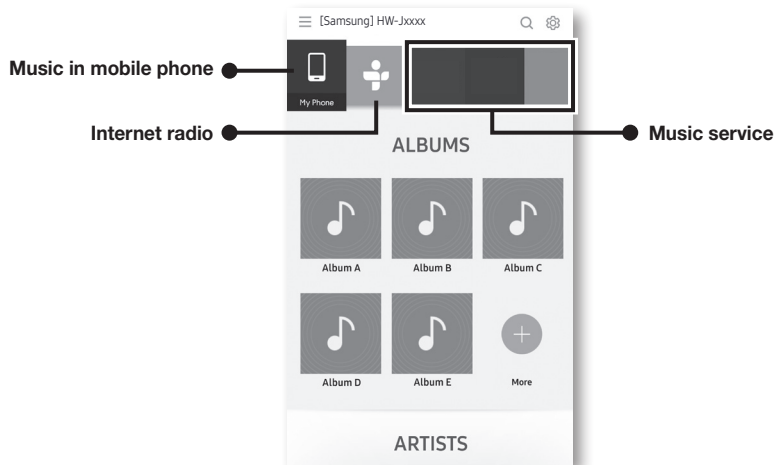 [Samsung] HW-Jxxxx
Music in mobile phone
My Phone
Internet radio
Music service
ALBUMS
Album A
Album B
Album C
Album D
Album E
More
ARTISTS